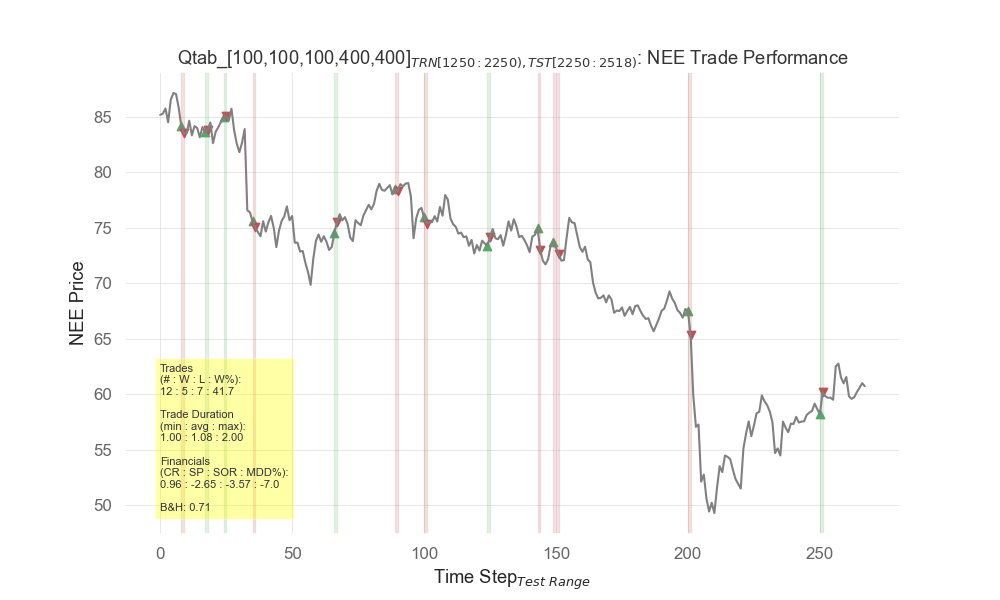 Qtab_[100,100,100,400,400]TRN[1250:2250),TST[2250:2518): NEE Trade Performance
NEE Price
85
80
75
70
65
60
55
50
Trades
(# : W : L : W%):
12 : 5 : 7 : 41.7
Trade Duration
(min : avg : max):
1.00 : 1.08 : 2.00
Financials
(CR : SP : SOR : MDD%):
0.96 : -2.65 : -3.57 : -7.0
B&H: 0.71
0 50 100 150 200 250
Time Step Test Range